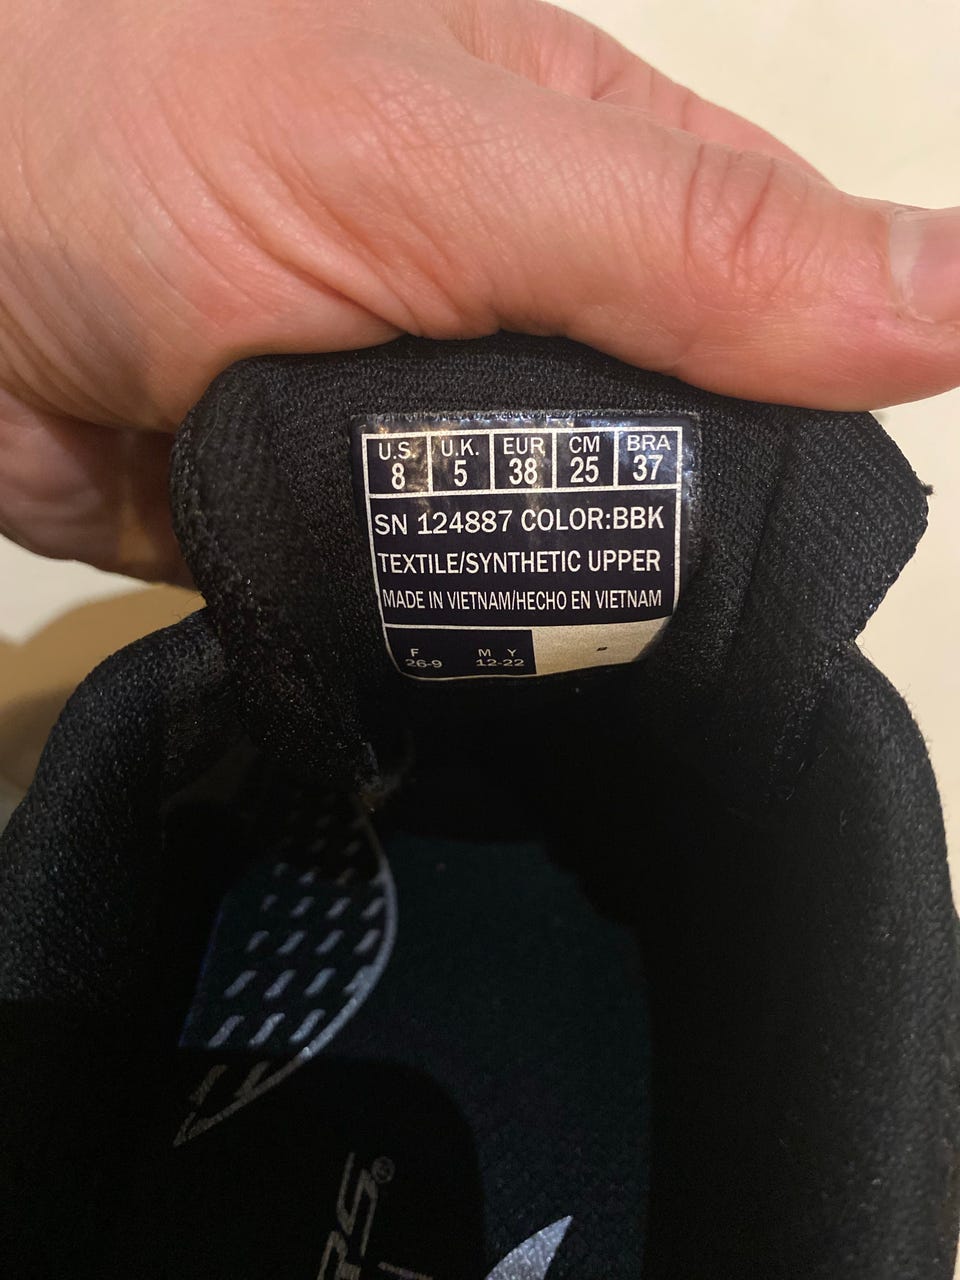 U.S. U.K. EUR CM BRA
8 5 38 25 37
SN 124887 COLOR:BBK
TEXTILE/SYNTHETIC UPPER
MADE IN VIETNAM/HECHO EN VIETNAM
F M Y
26-9 12-22